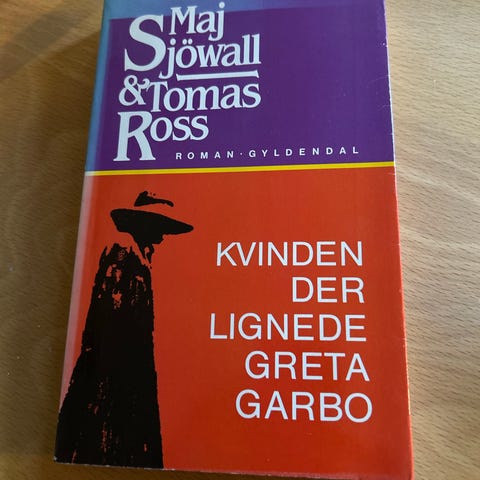 Maj
Sjöwall
& Tomas
Ross
ROMAN · GYLDENDAL
KVINDEN
DER
LIGNEDE
GRETA
GARBO